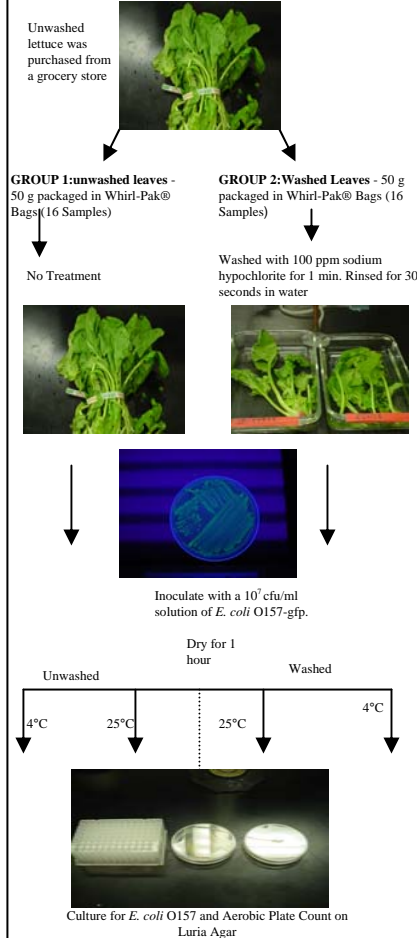 Unwashed
lettuce was
purchased from
a grocery store
GROUP 1:unwashed leaves -
50 g packaged in Whirl-Pak®
Bags (16 Samples)
GROUP 2:Washed Leaves - 50 g
packaged in Whirl-Pak® Bags (16
Samples)
No Treatment
Washed with 100 ppm sodium
hypochlorite for 1 min. Rinsed for 30
seconds in water
Inoculate with a 10⁷ cfu/ml
solution of E. coli O157-gfp.
Dry for 1
hour
Unwashed
Washed
4°C
25°C
25°C
4°C
Culture for E. coli O157 and Aerobic Plate Count on
Luria Agar